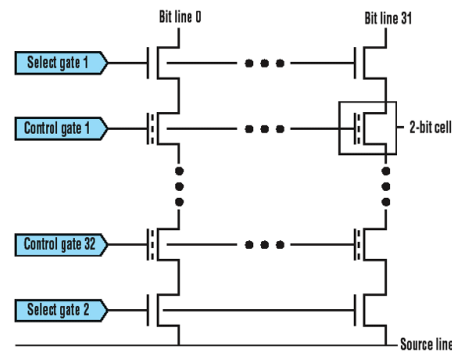 Bit line 0
Bit line 31
Select gate 1
Control gate 1
2-bit cell
Control gate 32
Select gate 2
Source line